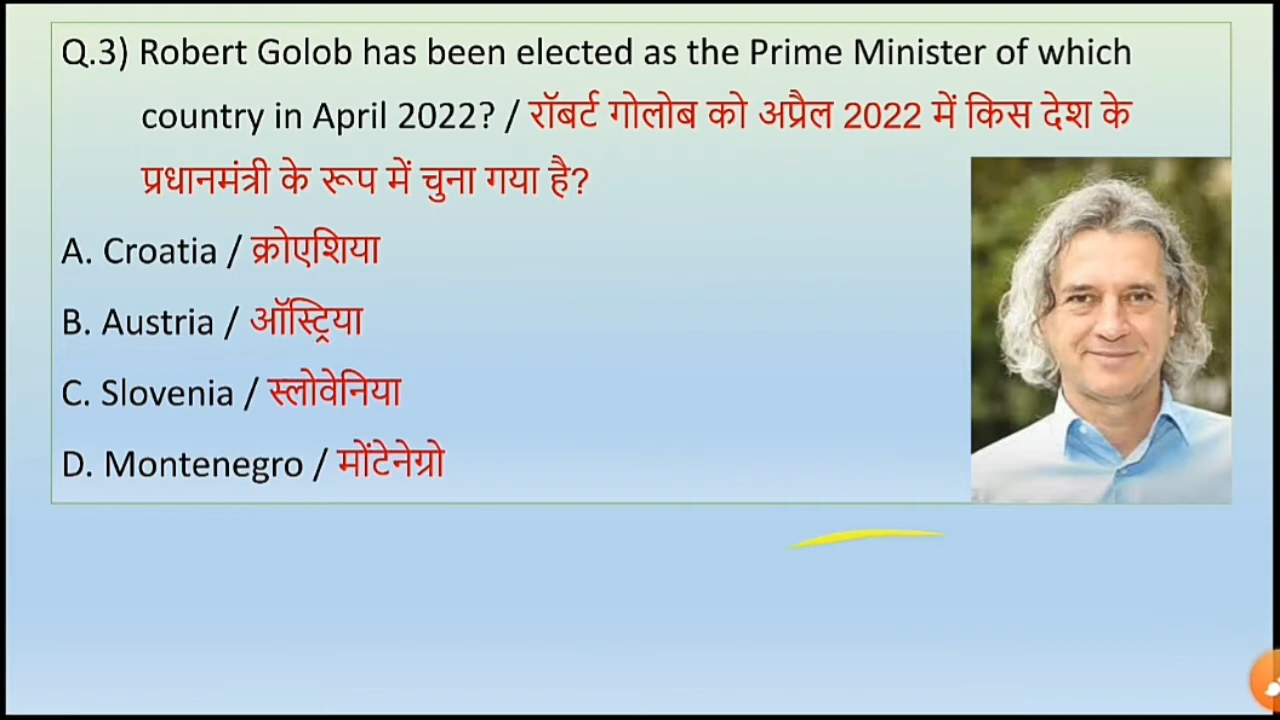 Q.3) Robert Golob has been elected as the Prime Minister of which
country in April 2022? / रॉबर्ट गोलोब को अप्रैल 2022 में किस देश के
प्रधानमंत्री के रूप में चुना गया है?
A. Croatia / क्रोएशिया
B. Austria / ऑस्ट्रिया
C. Slovenia / स्लोवेनिया
D. Montenegro / मोंटेनेग्रो